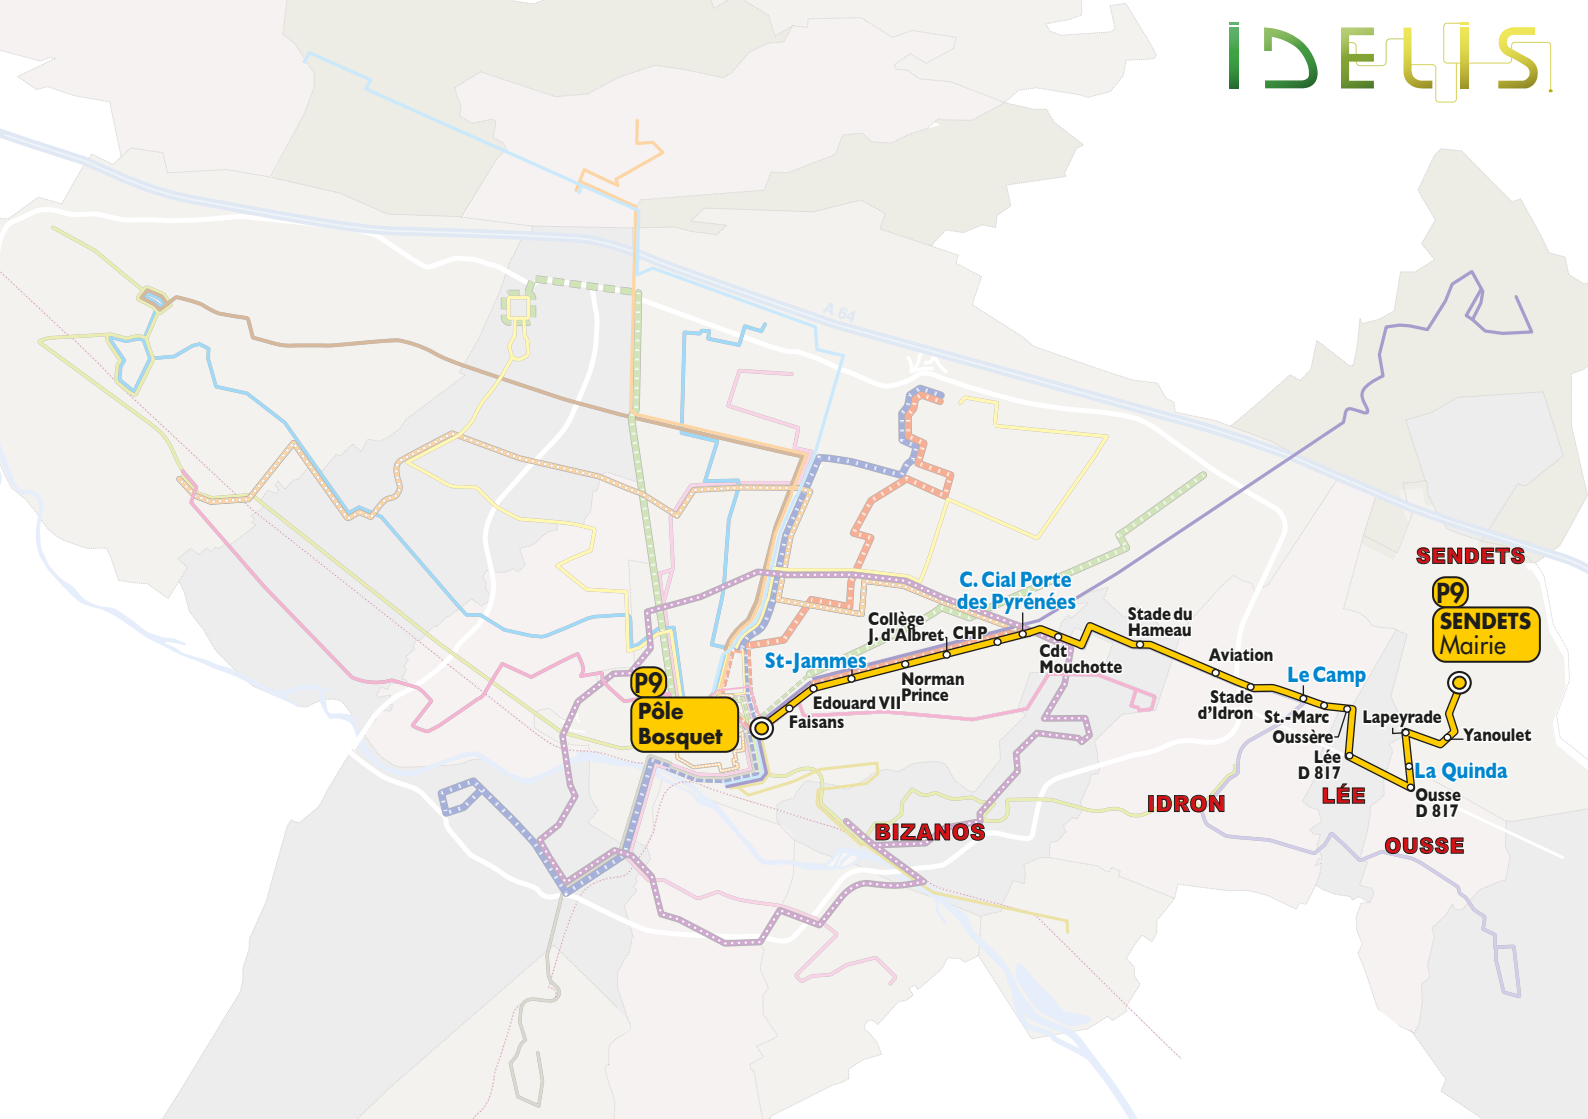 IDELIS
A 64
SENDETS
P9
SENDETS
Mairie
C. Cial Porte
des Pyrénées
Collège
J. d'Albret
CHP
Stade du
Hameau
St-Jammes
Cdt
Mouchotte
Aviation
Le Camp
P9
Pôle
Bosquet
Norman
Prince
Edouard VII
Faisans
Stade
d'Idron
St.-Marc
Oussère
Lapeyrade
Yanoulet
Lée
D 817
La Quinda
LÉE
Ousse
D 817
IDRON
BIZANOS
OUSSE